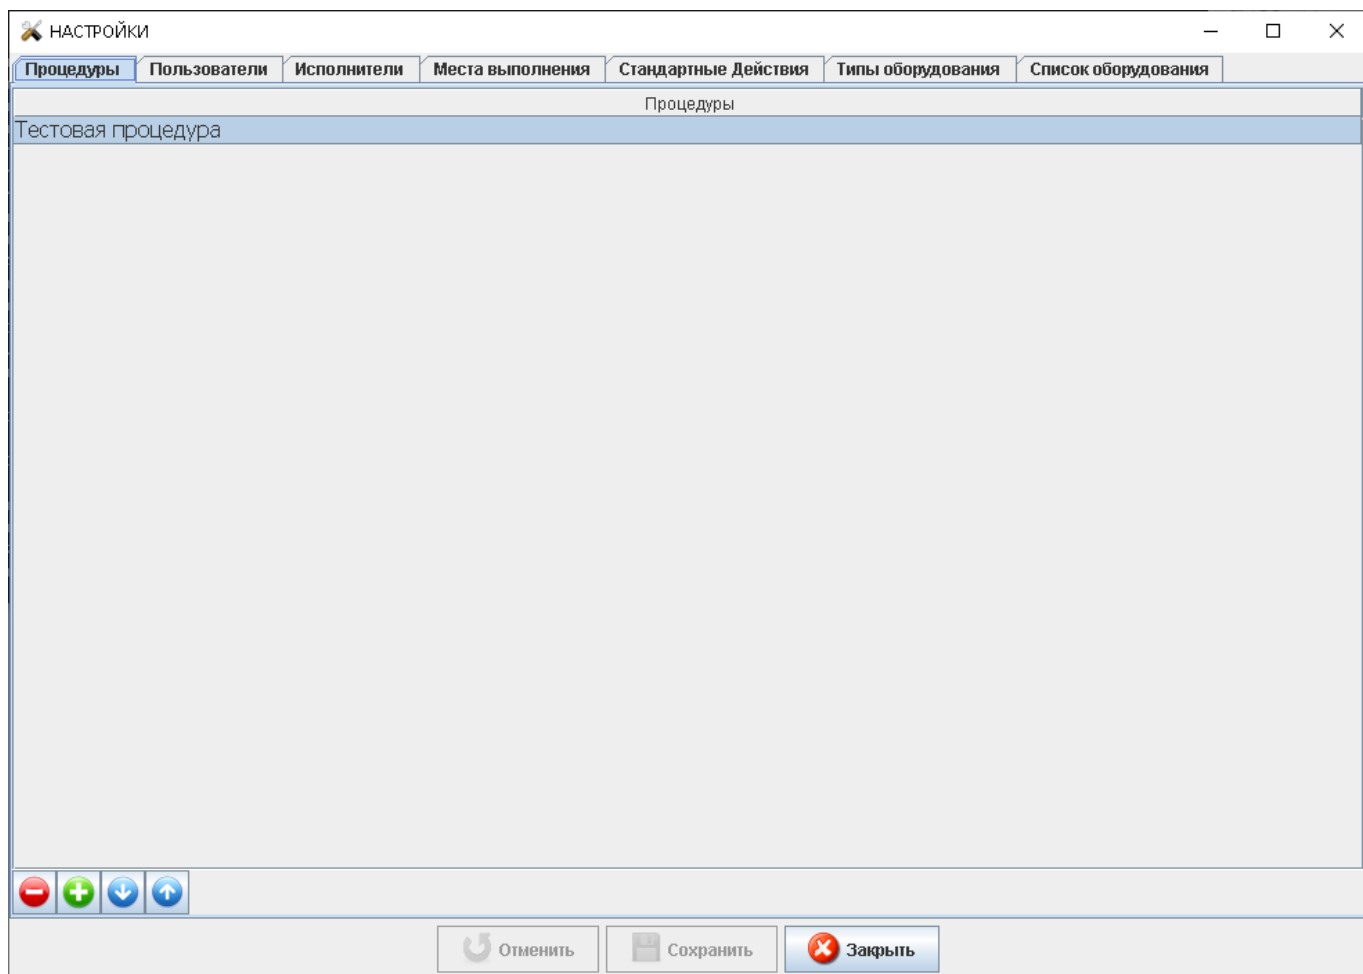 НАСТРОЙКИ
Процедуры Пользователи Исполнители Места выполнения Стандартные Действия Типы оборудования Список оборудования
Процедуры
Тестовая процедура
Отменить Сохранить Закрыть